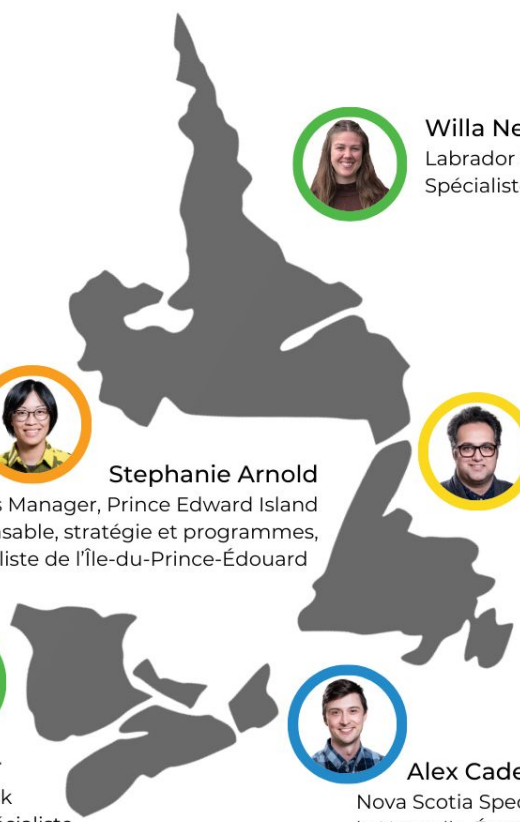 Willa Ne
Labrador
Spécialist
Stephanie Arnold
s Manager, Prince Edward Island
nsable, stratégie et programmes,
liste de l'Île-du-Prince-Édouard
Alex Cade
k
Nova Scotia Spec